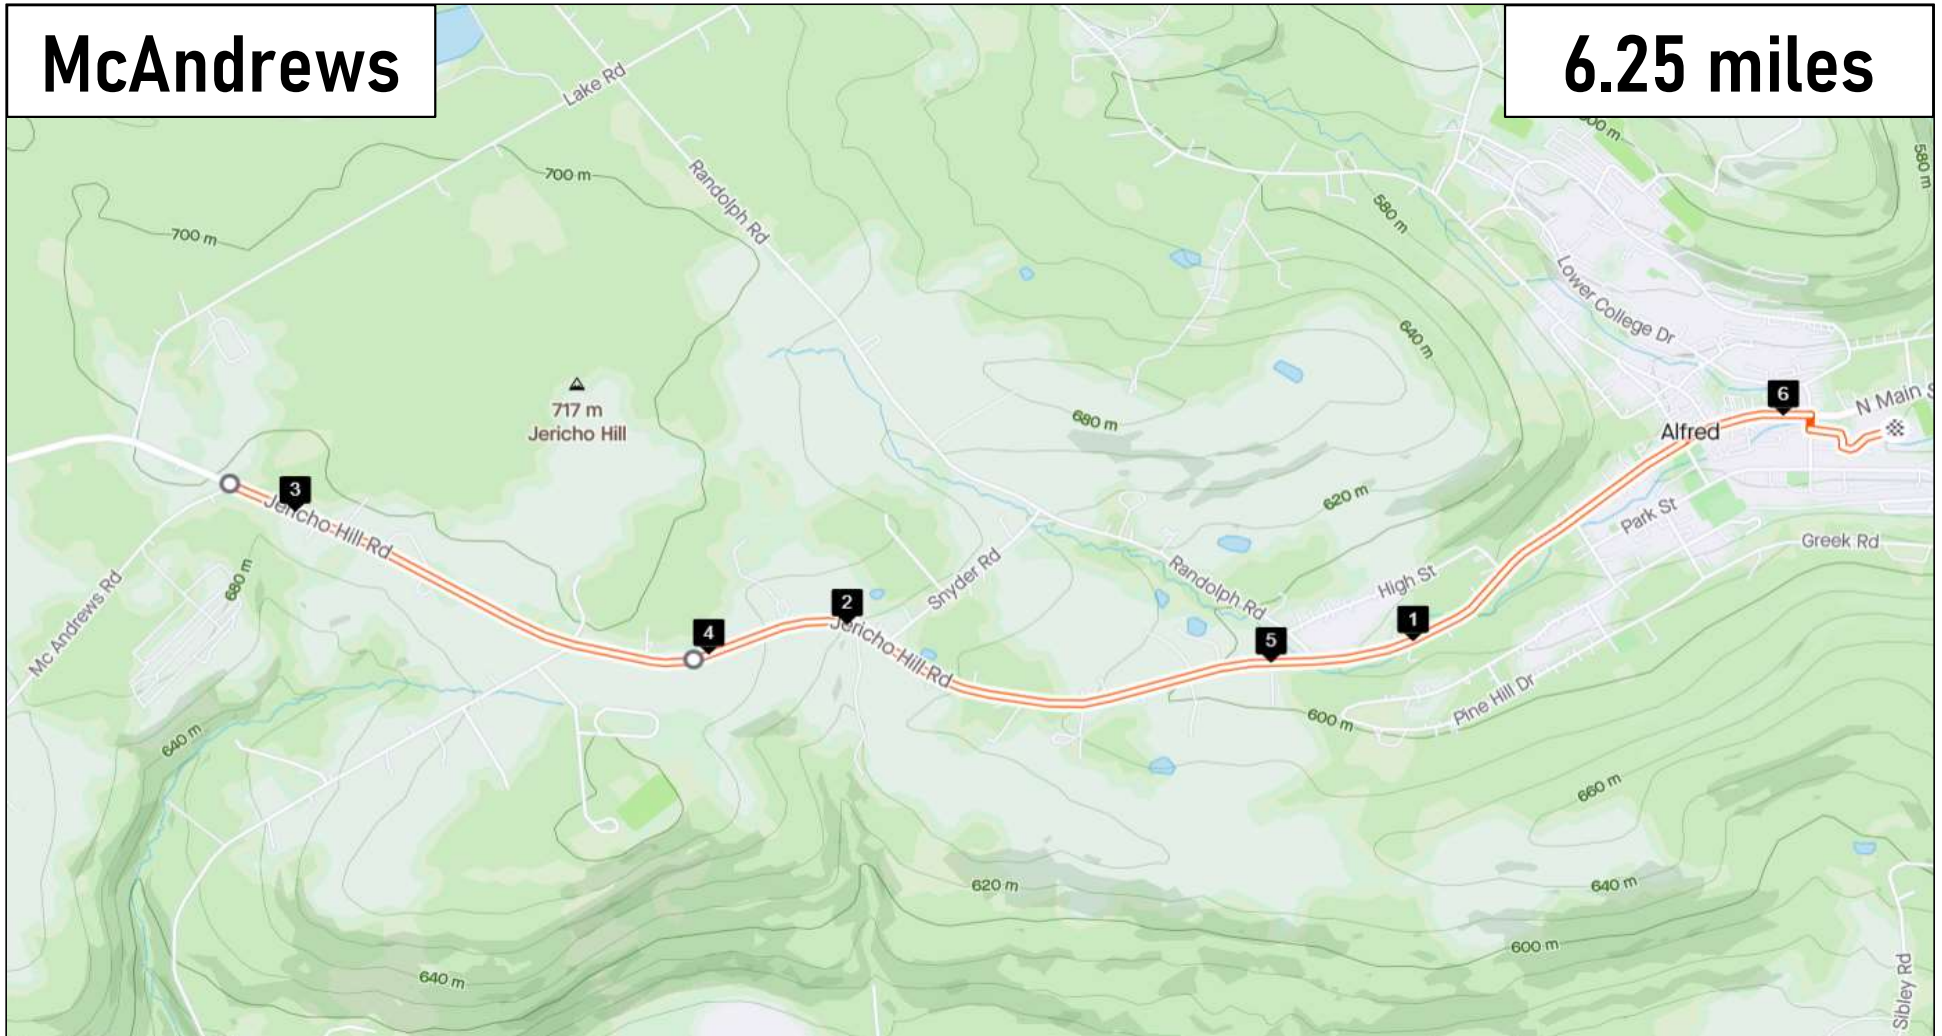 McAndrews
6.25 miles
Lake Rd
600 m
580 m
700 m
Randolph Rd
700 m
580 m
Lower College Dr
640 m
717 m
Jericho Hill
680 m
6
N Main S
Alfred
3
Jericho Hill Rd
620 m
Park St
Greek Rd
680 m
Mc Andrews Rd
Snyder Rd
Randolph Rd
High St
2
4
5
1
Jericho Hill Rd
Pine Hill Dr
640 m
600 m
660 m
620 m
640 m
600 m
640 m
Sibley Rd